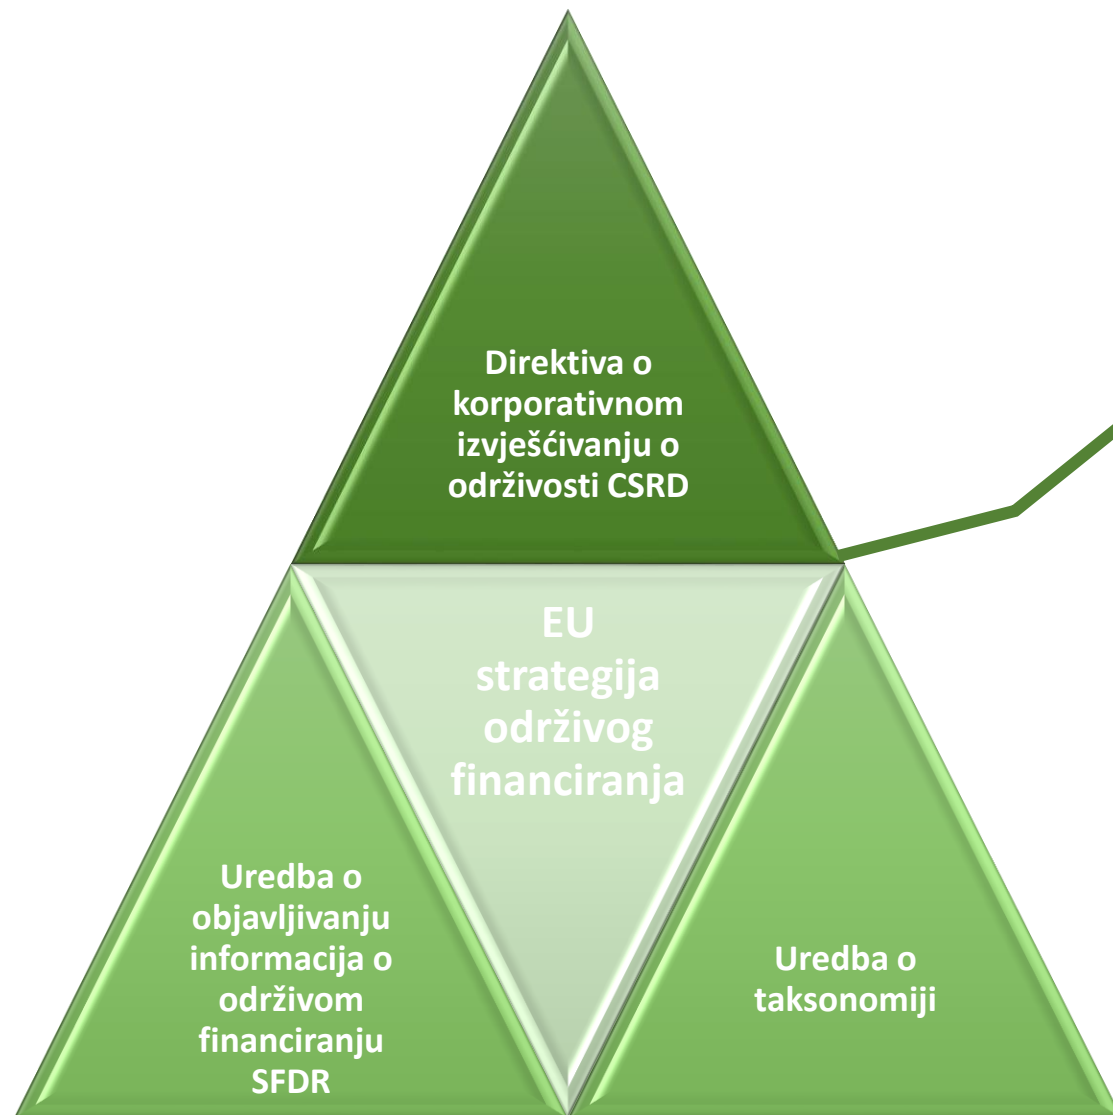 Direktiva o
korporativnom
izvješćivanju o
održivosti CSRD
EU
strategija
održivog
financiranja
Uredba o
objavljivanju
informacija o
održivom
financiranju
SFDR
Uredba o
taksonomiji